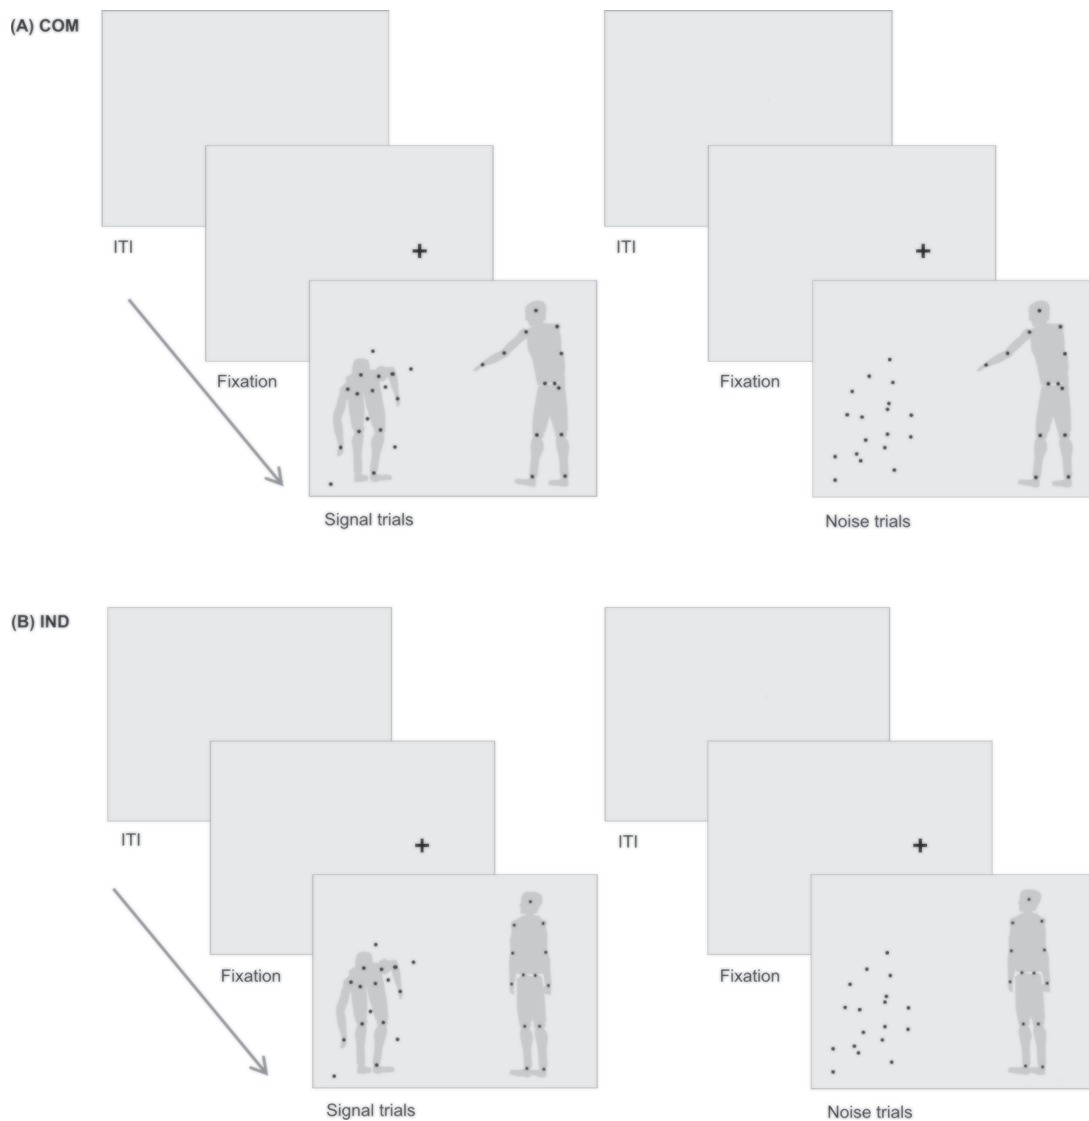 (A) COM
ITI
ITI
Fixation
Fixation
Signal trials
Noise trials
(B) IND
ITI
ITI
Fixation
Fixation
Signal trials
Noise trials